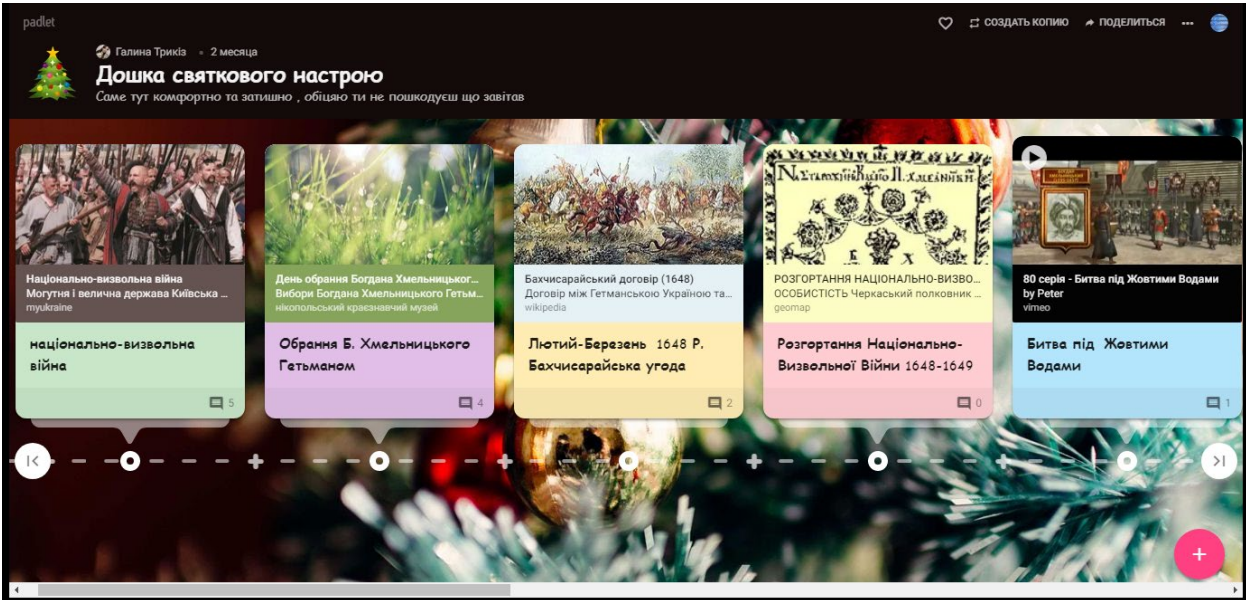 padlet
СОЗДАТЬ КОПИЮ
ПОДЕЛИТЬСЯ
Галина Трикіз • 2 месяца
Дошка святкового настрою
Саме тут комфортно та затишно , обіцяю ти не пошкодуєш що завітав
Національно-визвольна війна
Могутня і велична держава Київська ...
myukraine
національно-визвольна
війна
5
День обрання Богдана Хмельницьког...
Вибори Богдана Хмельницького Гетьм...
нікопольський краєзнавчий музей
Обрання Б. Хмельницького
Гетьманом
4
Бахчисарайський договір (1648)
Договір між Гетманською Україною та...
wikipedia
Лютий-Березень 1648 Р.
Бахчисарайська угода
2
РОЗГОРТАННЯ НАЦІОНАЛЬНО-ВИЗВО...
ОСОБИСТІСТЬ Черкаський полковник ...
geomap
Розгортання Національно-
Визвольної Війни 1648-1649
0
80 серія - Битва під Жовтими Водами
by Peter
vimeo
Битва під Жовтими
Водами
1